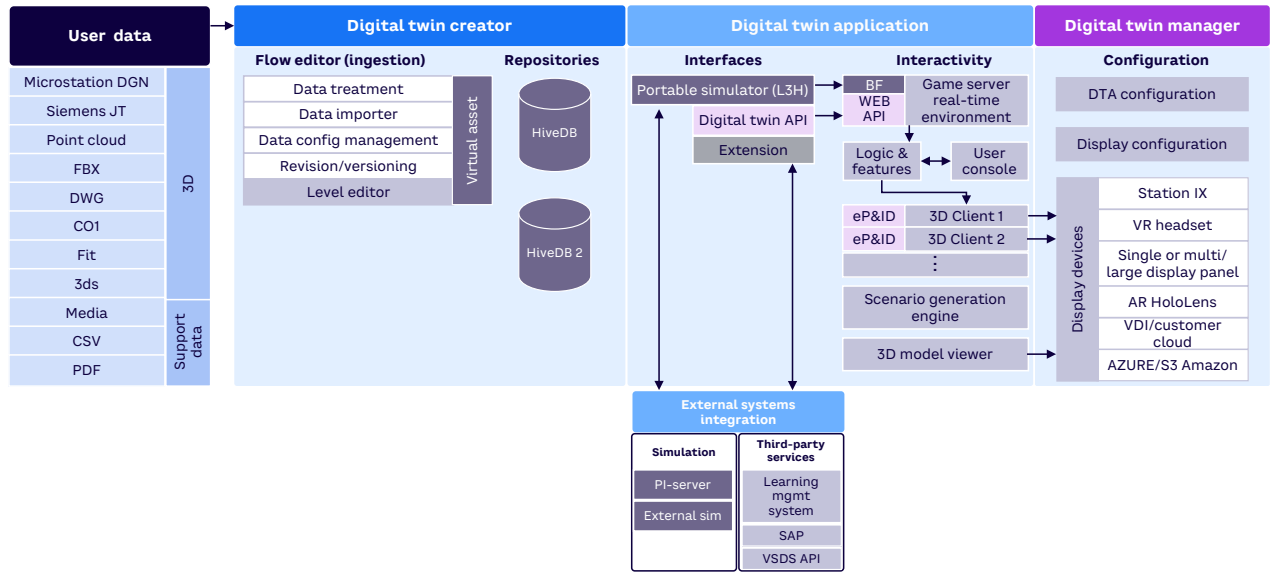 User data
Microstation DGN
Siemens JT
Point cloud
FBX
DWG
CO1
Fit
3ds
Media
CSV
PDF
3D
Support
data
Digital twin creator
Flow editor (ingestion)
Data treatment
Data importer
Data config management
Revision/versioning
Level editor
Virtual asset
Repositories
HiveDB
HiveDB 2
Digital twin application
Interfaces
Portable simulator (L3H)
Digital twin API
Extension
Interactivity
BF
WEB
API
Game server
real-time
environment
Logic &
features
User
console
eP&ID
3D Client 1
eP&ID
3D Client 2
⋮
Scenario generation
engine
3D model viewer
Digital twin manager
Configuration
DTA configuration
Display configuration
Display devices
Station IX
VR headset
Single or multi/
large display panel
AR HoloLens
VDI/customer
cloud
AZURE/S3 Amazon
External systems
integration
Simulation
PI-server
External sim
Third-party
services
Learning
mgmt
system
SAP
VSDS API